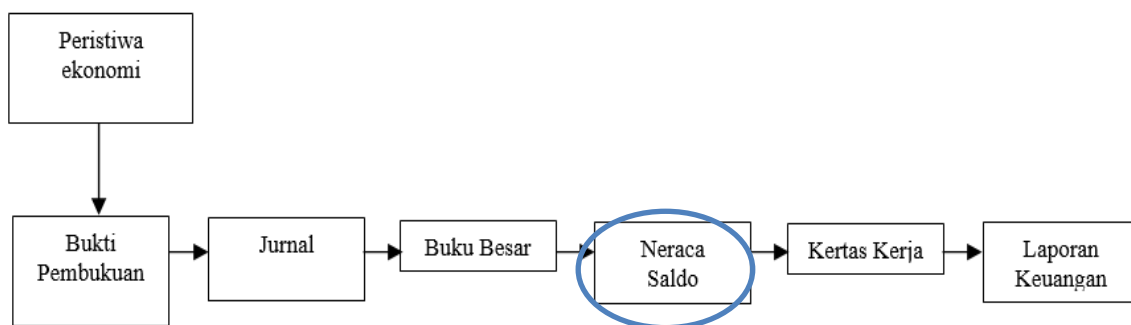 Peristiwa
ekonomi
Bukti
Pembukuan
Jurnal
Buku Besar
Neraca
Saldo
Kertas Kerja
Laporan
Keuangan